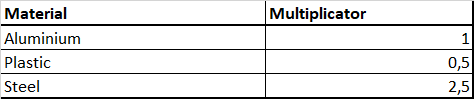 Material Multiplicator
Aluminium 1
Plastic 0,5
Steel 2,5